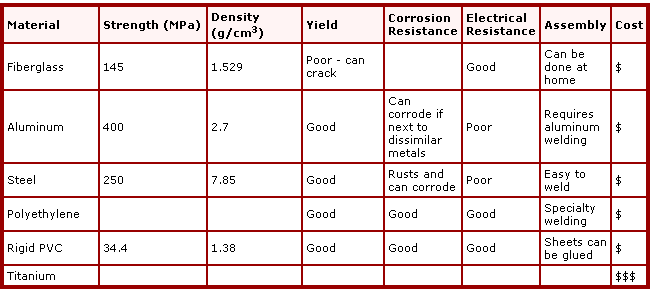 Material Strength (MPa) Density (g/cm3) Yield Corrosion Resistance Electrical Resistance Assembly Cost
Fiberglass 145 1.529 Poor - can crack Good Can be done at home $
Aluminum 400 2.7 Good Can corrode if next to dissimilar metals Poor Requires aluminum welding $
Steel 250 7.85 Good Rusts and can corrode Poor Easy to weld $
Polyethylene Good Good Good Specialty welding
Rigid PVC 34.4 1.38 Good Good Good Sheets can be glued $
Titanium $$$